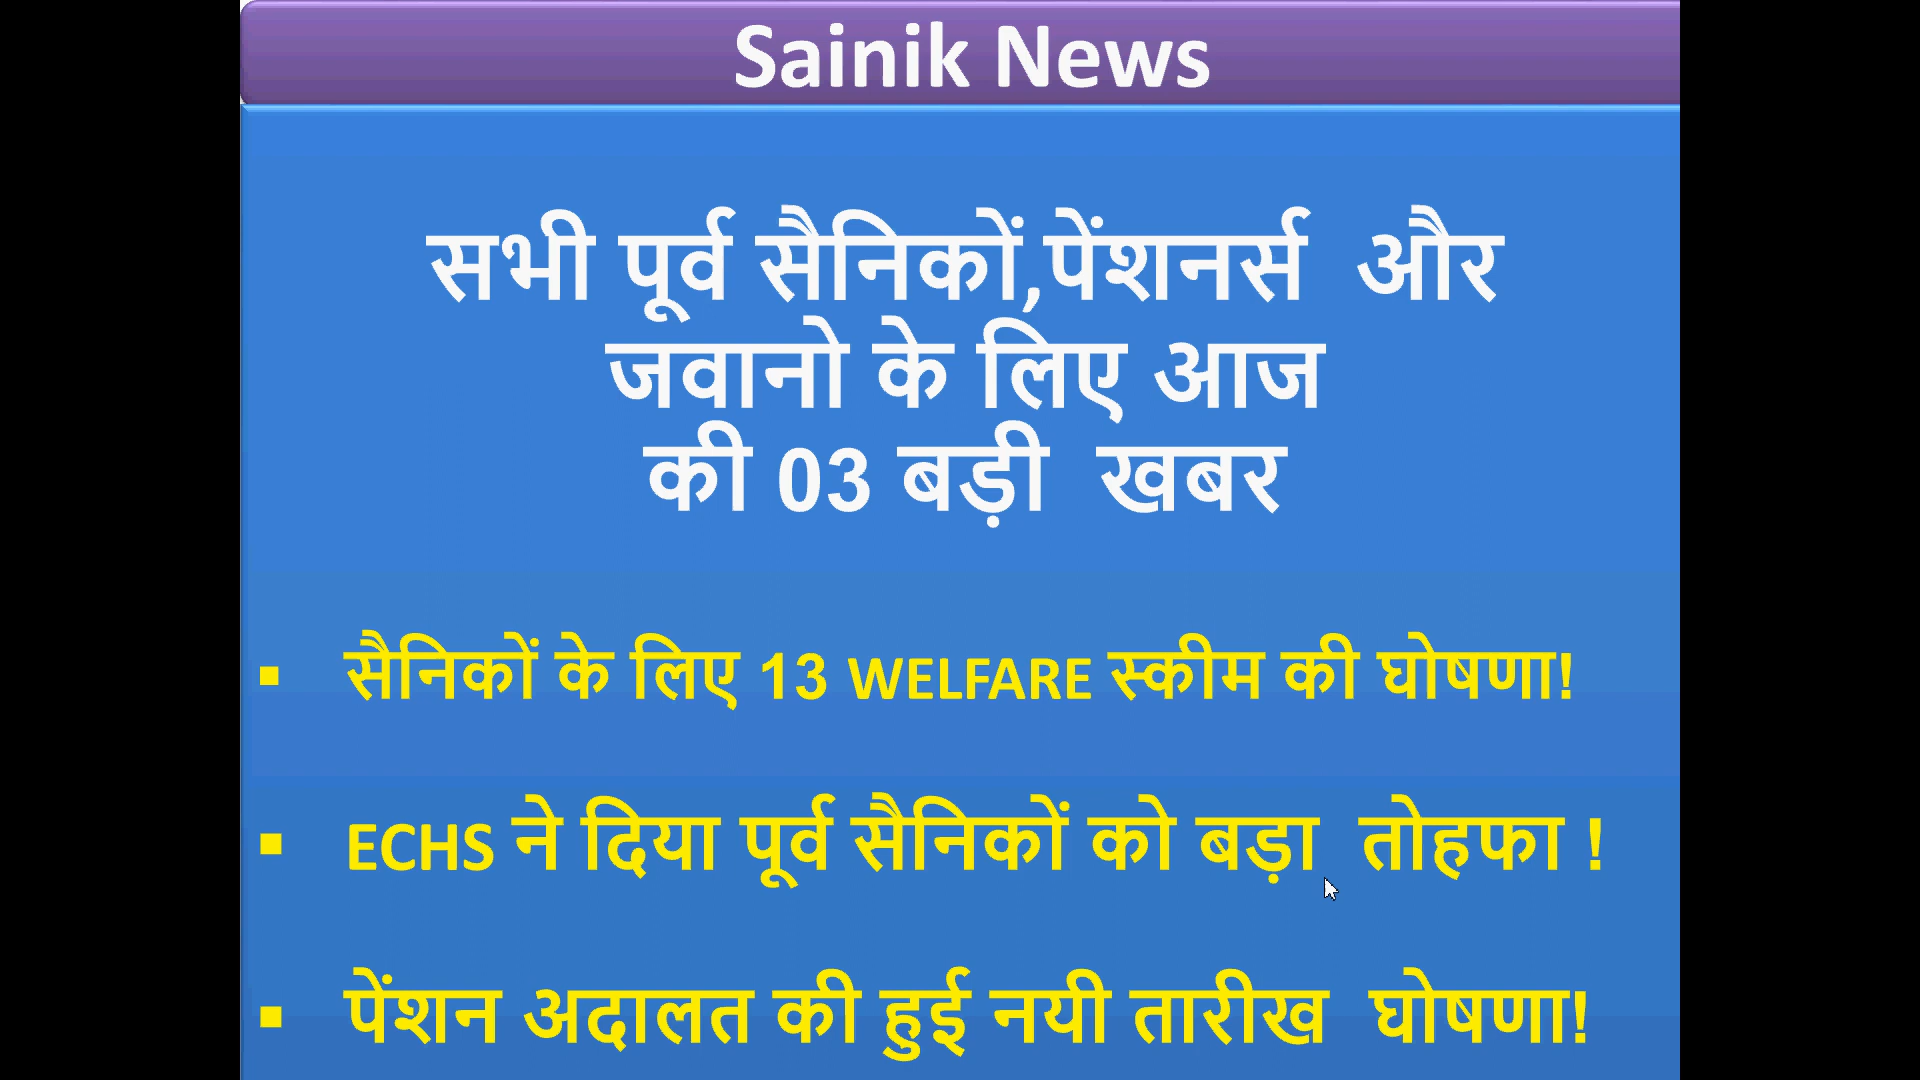 Sainik News
सभी पूर्व सैनिकों,पेंशनर्स और
जवानो के लिए आज
की 03 बड़ी खबर
▪ सैनिकों के लिए 13 WELFARE स्कीम की घोषणा!
▪ ECHS ने दिया पूर्व सैनिकों को बड़ा तोहफा !
▪ पेंशन अदालत की हुई नयी तारीख घोषणा!